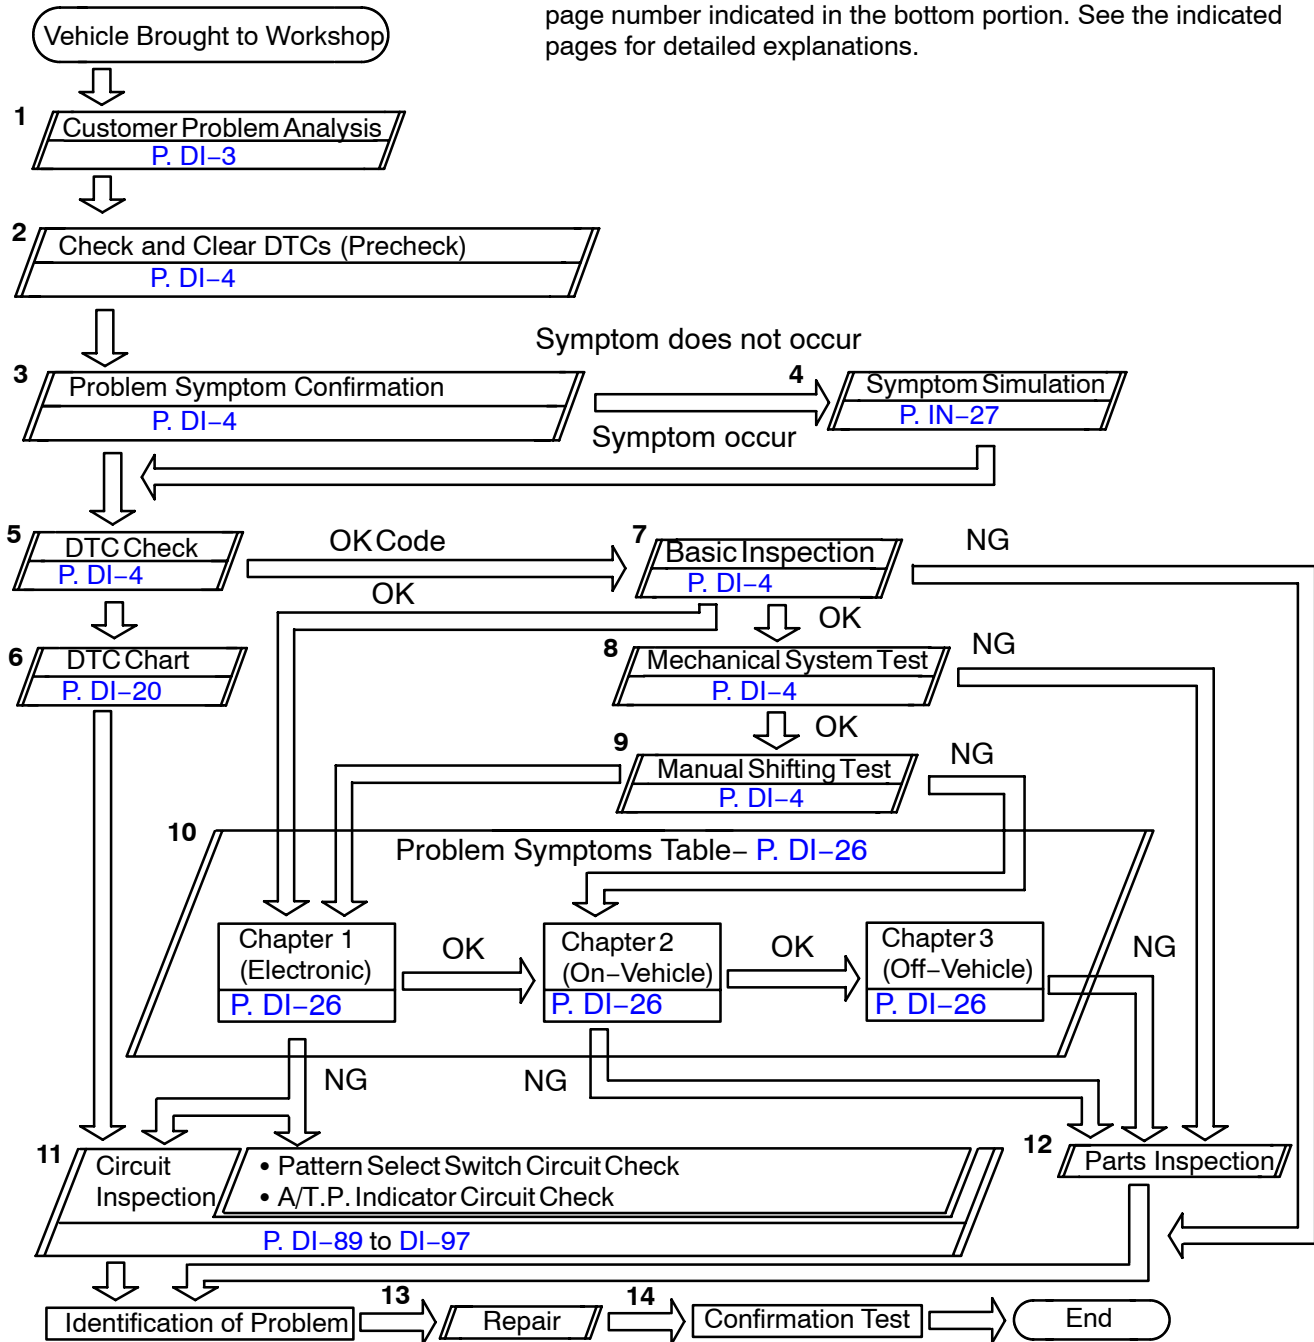 page number indicated in the bottom portion. See the indicated
pages for detailed explanations.
Vehicle Brought to Workshop
1
Customer Problem Analysis
P. DI–3
2
Check and Clear DTCs (Precheck)
P. DI–4
Symptom does not occur
3
Problem Symptom Confirmation
P. DI–4
4
Symptom Simulation
P. IN–27
Symptom occur
5
DTC Check
P. DI–4
OK Code
7
Basic Inspection
P. DI–4
NG
OK
OK
6
DTC Chart
P. DI–20
8
Mechanical System Test
P. DI–4
NG
OK
9
Manual Shifting Test
P. DI–4
NG
10
Problem Symptoms Table– P. DI–26
Chapter 1
(Electronic)
P. DI–26
OK
Chapter 2
(On–Vehicle)
P. DI–26
OK
Chapter 3
(Off–Vehicle)
P. DI–26
NG
NG
NG
11
Circuit
Inspection
• Pattern Select Switch Circuit Check
• A/T.P. Indicator Circuit Check
P. DI–89 to DI–97
12
Parts Inspection
Identification of Problem
13
Repair
14
Confirmation Test
End